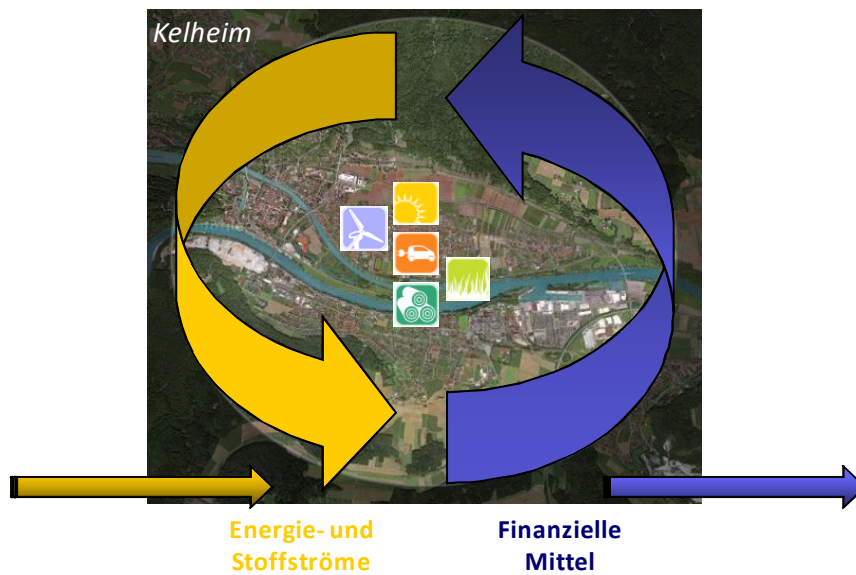 Kelheim
Energie- und
Stoffströme
Finanzielle
Mittel